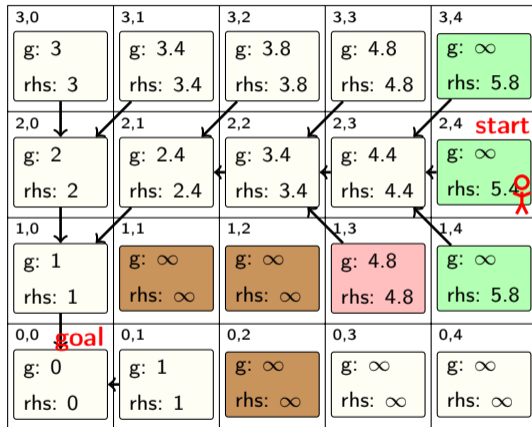 3,0 3,1 3,2 3,3 3,4
g: 3 g: 3.4 g: 3.8 g: 4.8 g: ∞
rhs: 3 rhs: 3.4 rhs: 3.8 rhs: 4.8 rhs: 5.8
2,0 2,1 2,2 2,3 2,4 start
g: 2 g: 2.4 g: 3.4 g: 4.4 g: ∞
rhs: 2 rhs: 2.4 rhs: 3.4 rhs: 4.4 rhs: 5.4
1,0 1,1 1,2 1,3 1,4
g: 1 g: ∞ g: ∞ g: 4.8 g: ∞
rhs: 1 rhs: ∞ rhs: ∞ rhs: 4.8 rhs: 5.8
0,0 goal 0,1 0,2 0,3 0,4
g: 0 g: 1 g: ∞ g: ∞ g: ∞
rhs: 0 rhs: 1 rhs: ∞ rhs: ∞ rhs: ∞